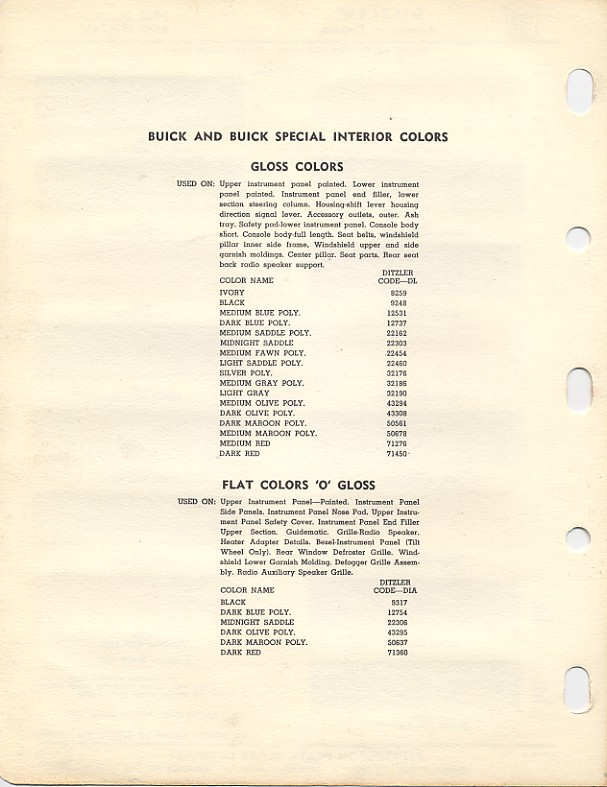 BUICK AND BUICK SPECIAL INTERIOR COLORS
GLOSS COLORS
USED ON: Upper instrument panel painted. Lower instrument
panel painted. Instrument panel end filler, lower
section steering column. Housing-shift lever housing
direction signal lever. Accessory outlets, outer. Ash
tray. Safety pad-lower instrument panel. Console body
short. Console body-full length. Seat belts, windshield
pillar inner side frame, Windshield upper and side
garnish moldings. Center pillar. Seat parts. Rear seat
back radio speaker support.
DITZLER
COLOR NAME CODE—DL
IVORY 8259
BLACK 9248
MEDIUM BLUE POLY. 12531
DARK BLUE POLY. 12737
MEDIUM SADDLE POLY. 22162
MIDNIGHT SADDLE 22303
MEDIUM FAWN POLY. 22454
LIGHT SADDLE POLY. 22460
SILVER POLY. 32176
MEDIUM GRAY POLY. 32186
LIGHT GRAY 32190
MEDIUM OLIVE POLY. 43294
DARK OLIVE POLY. 43308
DARK MAROON POLY. 50561
MEDIUM MAROON POLY. 50678
MEDIUM RED 71276
DARK RED 71450
FLAT COLORS 'O' GLOSS
USED ON: Upper Instrument Panel—Painted. Instrument Panel
Side Panels. Instrument Panel Nose Pad. Upper Instru-
ment Panel Safety Cover. Instrument Panel End Filler
Upper Section. Guidematic. Grille-Radio Speaker.
Heater Adapter Details. Bezel-Instrument Panel (Tilt
Wheel Only). Rear Window Defroster Grille. Wind-
shield Lower Garnish Molding. Defogger Grille Assem-
bly. Radio Auxiliary Speaker Grille.
DITZLER
COLOR NAME CODE—DIA
BLACK 9317
DARK BLUE POLY. 12754
MIDNIGHT SADDLE 22306
DARK OLIVE POLY. 43295
DARK MAROON POLY. 50637
DARK RED 71360